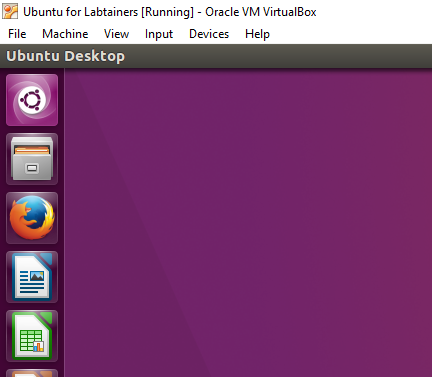 Ubuntu for Labtainers [Running] - Oracle VM VirtualBox
File Machine View Input Devices Help
Ubuntu Desktop